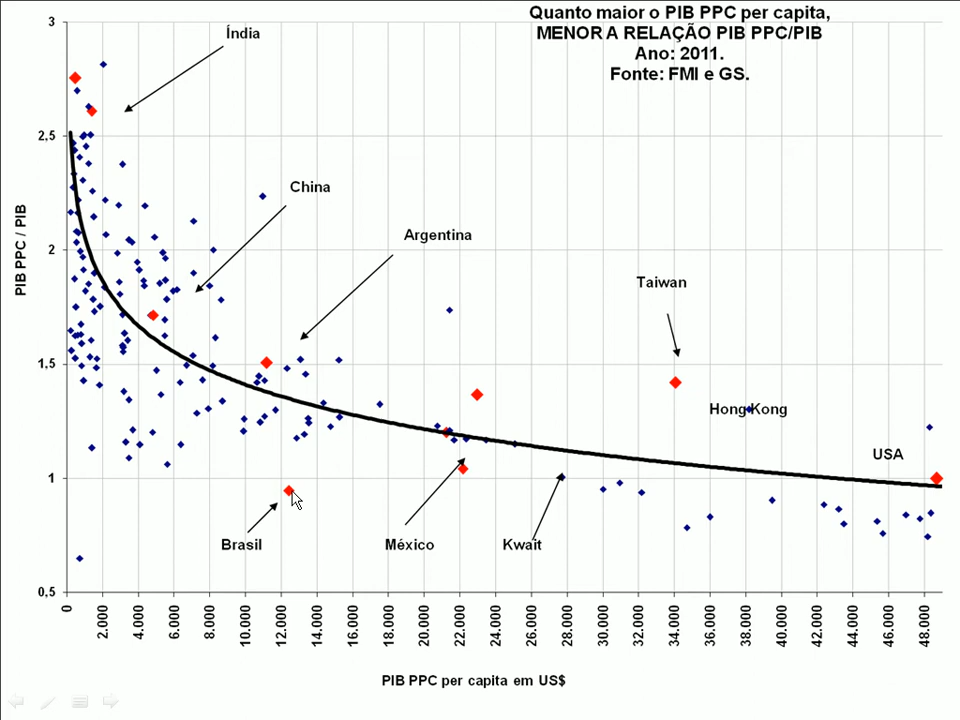 Quanto maior o PIB PPC per capita,
MENOR A RELAÇÃO PIB PPC/PIB
Ano: 2011.
Fonte: FMI e GS.
3
2,5
2
1,5
1
0,5
PIB PPC / PIB
Índia
China
Argentina
Taiwan
Hong Kong
USA
Brasil
México
Kwait
0
2.000
4.000
6.000
8.000
10.000
12.000
14.000
16.000
18.000
20.000
22.000
24.000
26.000
28.000
30.000
32.000
34.000
36.000
38.000
40.000
42.000
44.000
46.000
48.000
PIB PPC per capita em US$